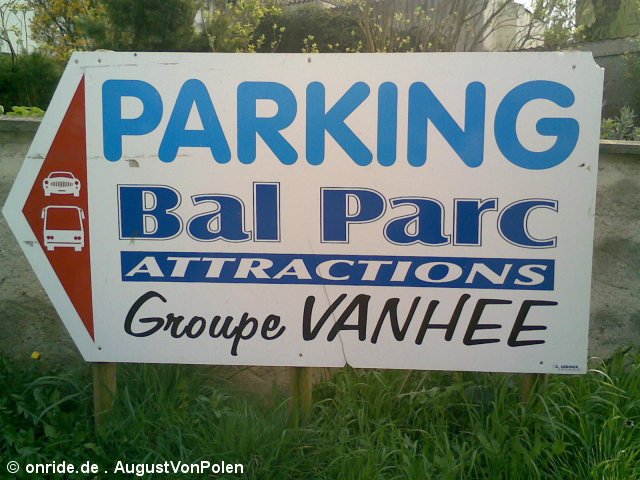 PARKING
Bal Parc
ATTRACTIONS
Groupe VANHEE
© onride.de . AugustVonPolen